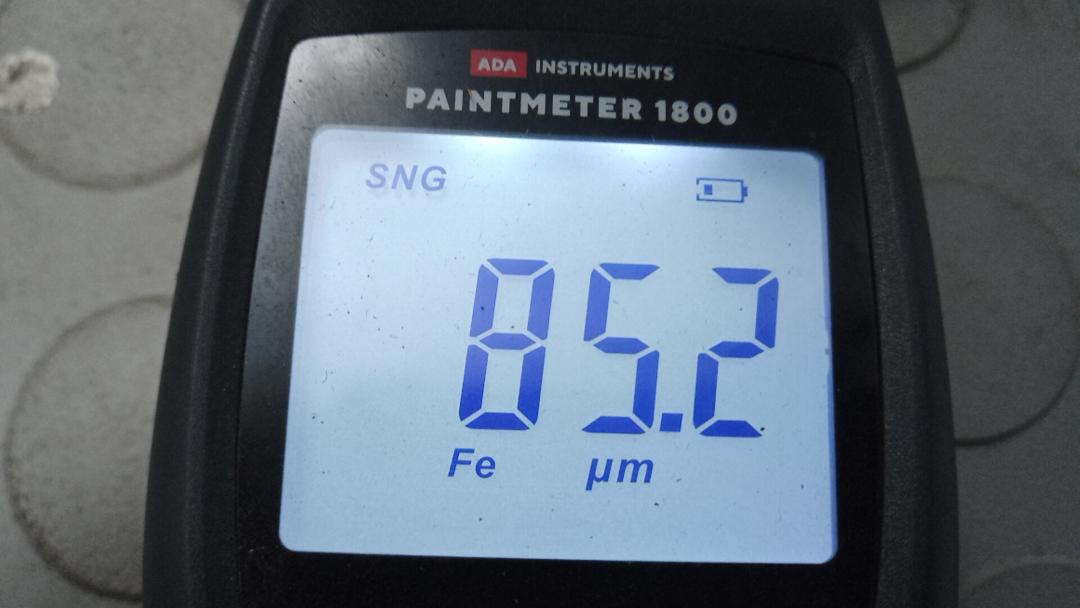 ADA INSTRUMENTS
PAINTMETER 1800
SNG
85.2
Fe μm